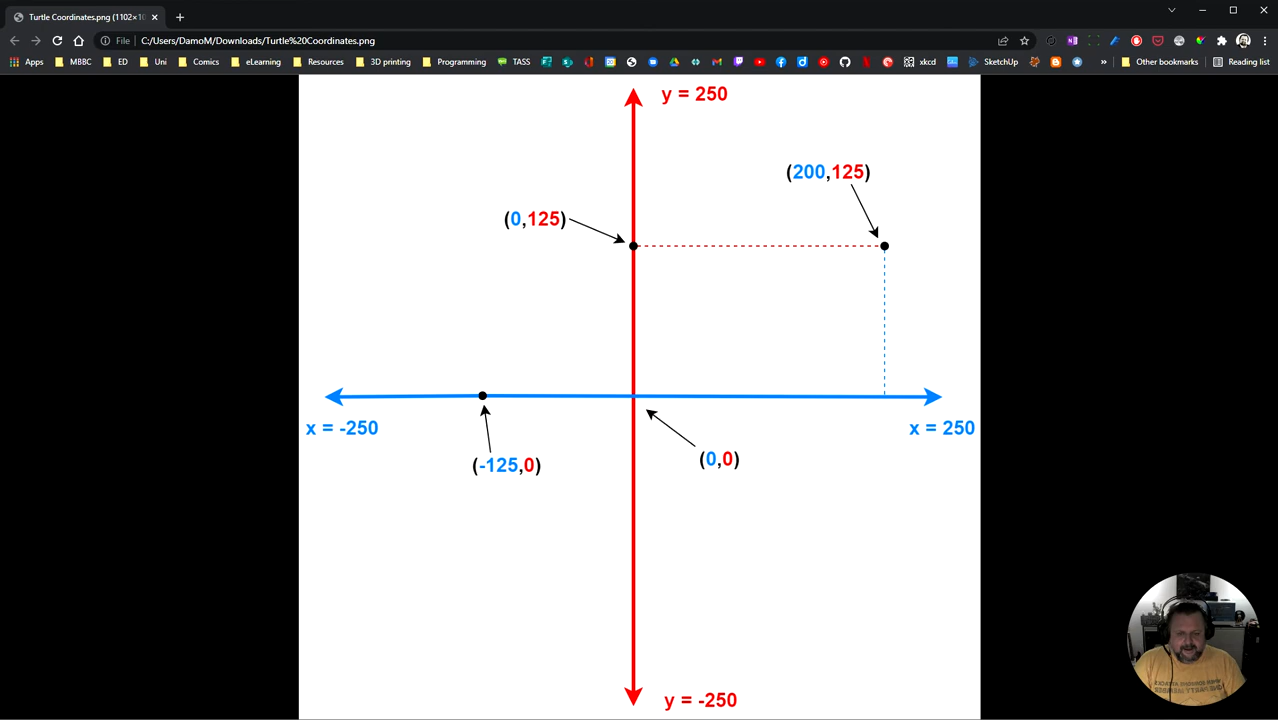 Turtle Coordinates.png (1102×10
File C:/Users/DamoM/Downloads/Turtle%20Coordinates.png
Apps MBBC ED Uni Comics eLearning Resources 3D printing Programming TASS xkcd SketchUp » Other bookmarks Reading list
y = 250
(200,125)
(0,125)
x = -250
x = 250
(-125,0)
(0,0)
y = -250